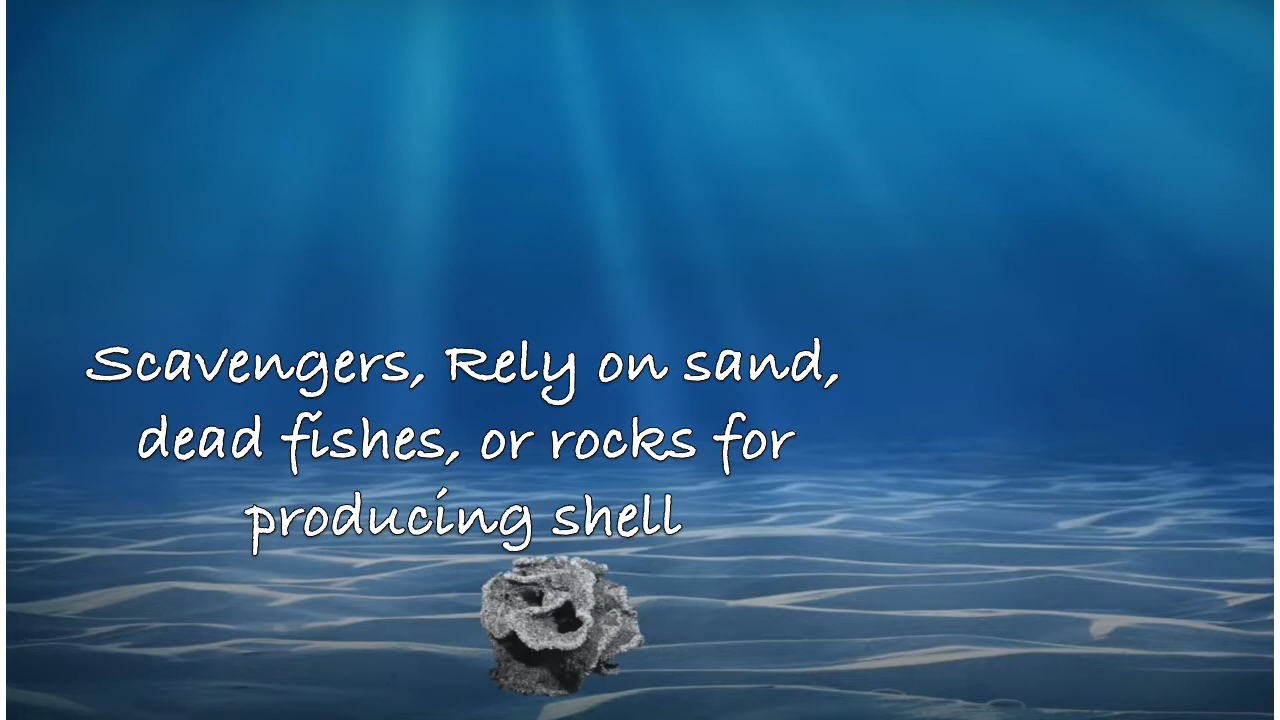 Scavengers, Rely on sand,
dead fishes, or rocks for
producing shell